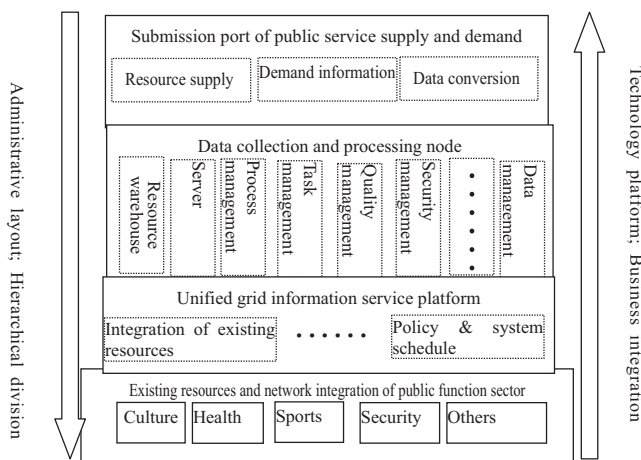 Submission port of public service supply and demand
Resource supply
Demand information
Data conversion
Administrative layout; Hierarchical division
Technology platform; Business integration
Data collection and processing node
Resource
warehouse
Server
Process
management
Task
management
Quality
management
Security
management
• • • • • •
Data
management
Unified grid information service platform
Integration of existing
resources
• • • • • •
Policy & system
schedule
Existing resources and network integration of public function sector
Culture
Health
Sports
Security
Others